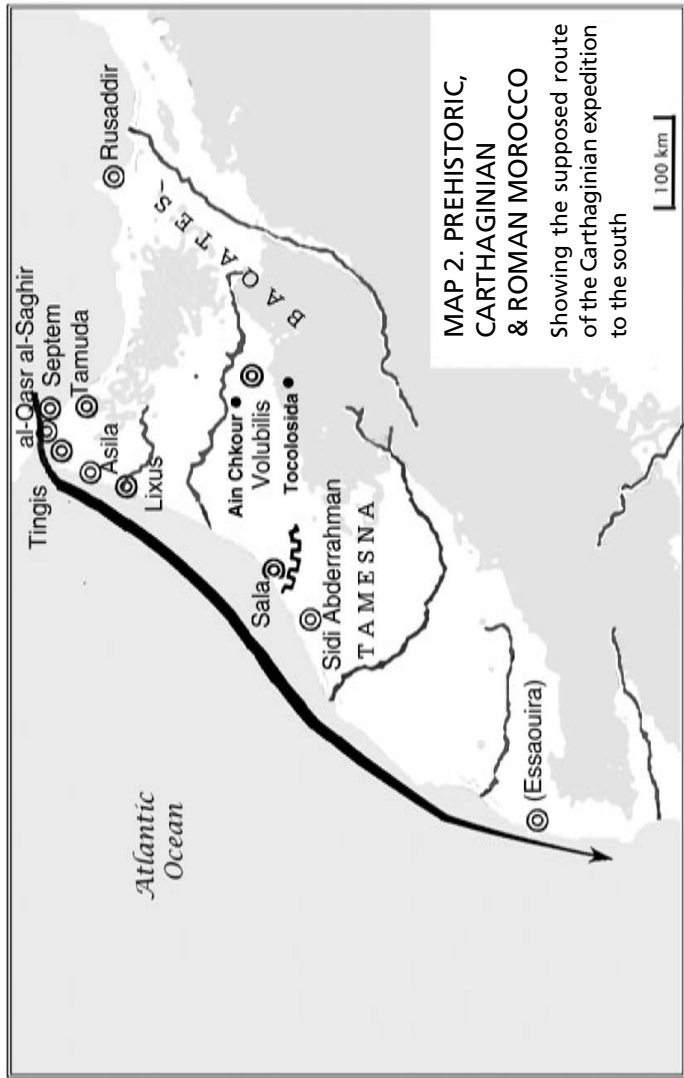 al-Qasr al-Saghir
Septem
Tingis
Tamuda
Asila
Lixus
Rusaddir
BAQATES
Ain Chkour
Volubilis
Tocolosida
Sala
Sidi Abderrahman
TAMESNA
(Essaouira)
Atlantic
Ocean
MAP 2. PREHISTORIC,
CARTHAGINIAN
& ROMAN MOROCCO
Showing the supposed route
of the Carthaginian expedition
to the south
100 km